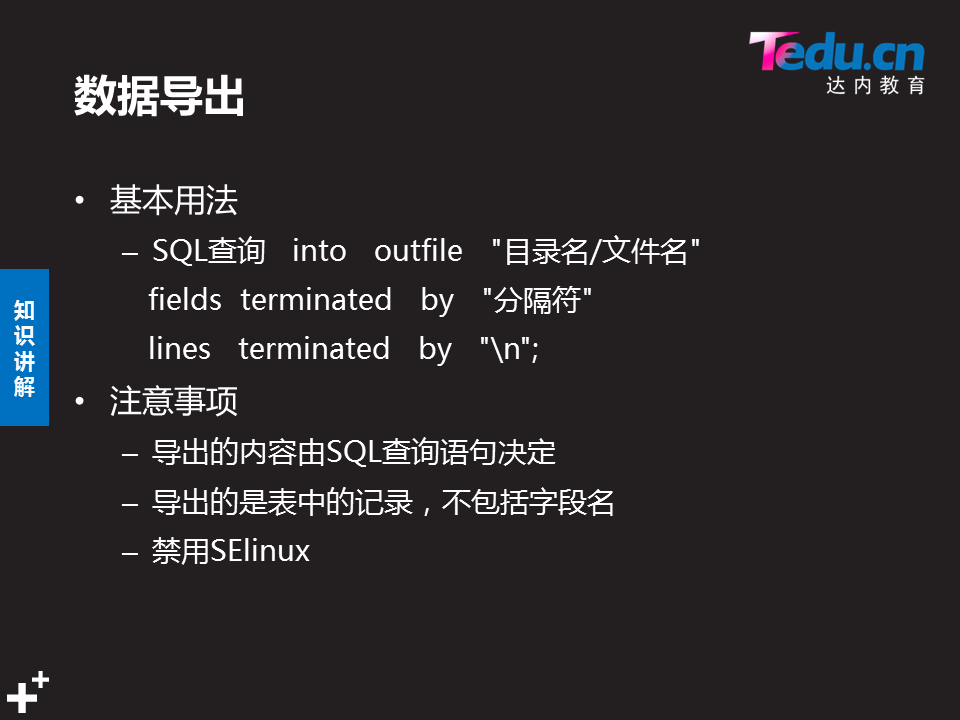 Tedu.cn
达内教育
数据导出
• 基本用法
– SQL查询 into outfile "目录名/文件名"
fields terminated by "分隔符"
lines terminated by "\n";
• 注意事项
– 导出的内容由SQL查询语句决定
– 导出的是表中的记录，不包括字段名
– 禁用SElinux
知识讲解